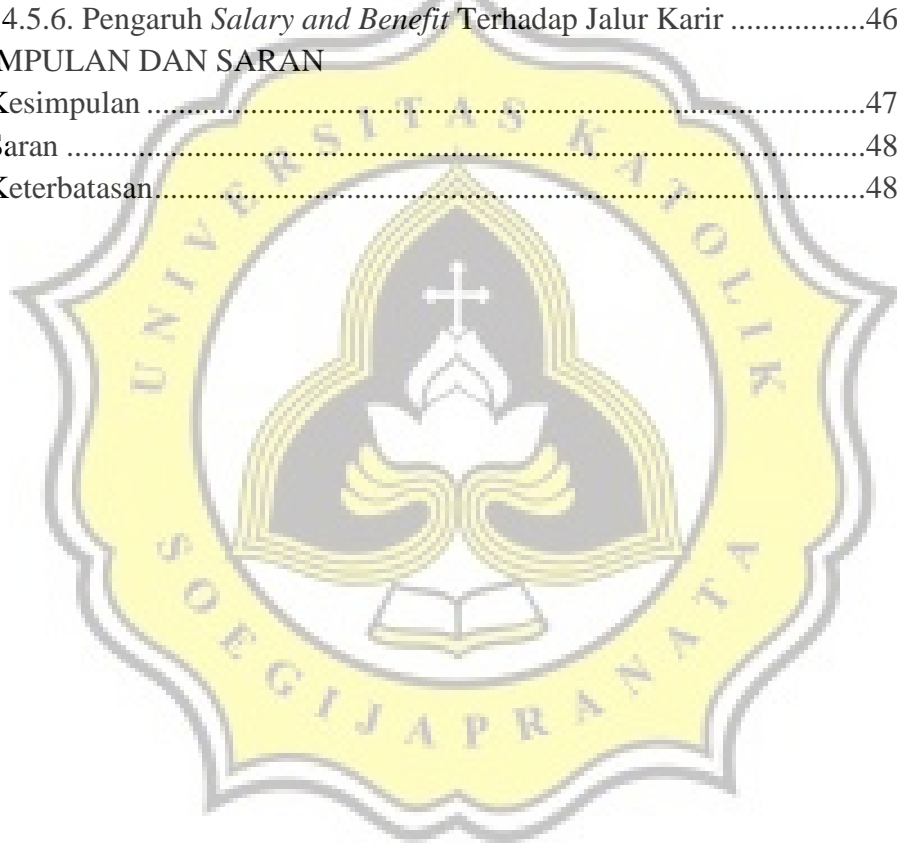 4.5.6. Pengaruh Salary and Benefit Terhadap Jalur Karir ................46
MPULAN DAN SARAN
Kesimpulan ..........................................................................................47
Saran ....................................................................................................48
Keterbatasan.........................................................................................48
UNIVERSITAS KATOLIK
SOEGIJAPRANATA